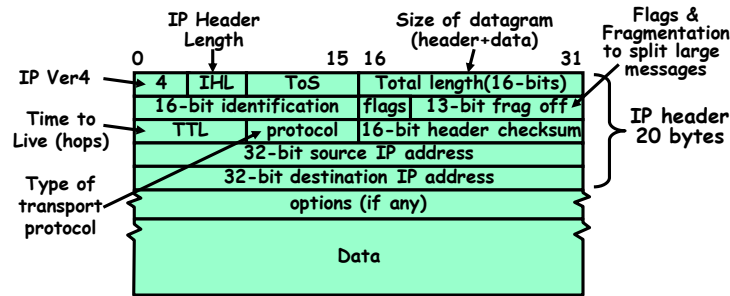 IP Header
Length
Size of datagram
(header+data)
Flags &
Fragmentation
to split large
messages
0
15
16
31
IP Ver4
4
IHL
ToS
Total length(16-bits)
16-bit identification
flags
13-bit frag off
Time to
Live (hops)
TTL
protocol
16-bit header checksum
IP header
20 bytes
32-bit source IP address
32-bit destination IP address
Type of
transport
protocol
options (if any)
Data